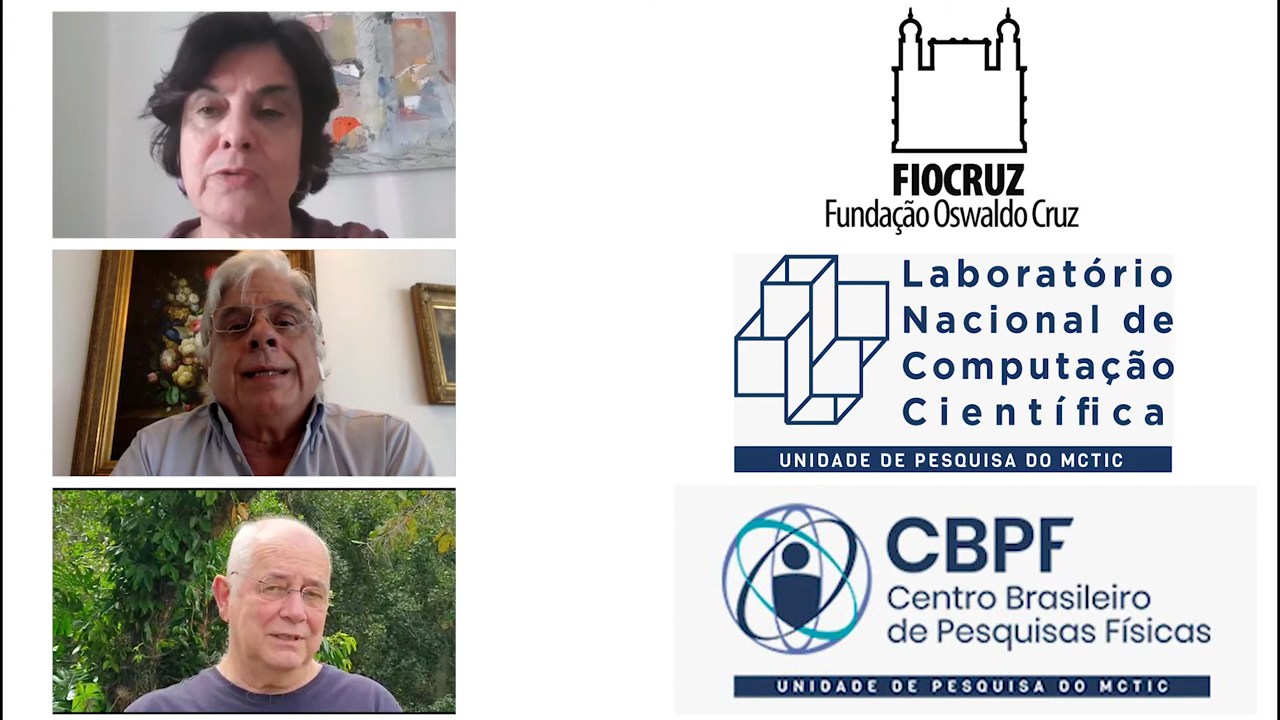 FIOCRUZ
Fundação Oswaldo Cruz
Laboratório
Nacional de
Computação
Científica
UNIDADE DE PESQUISA DO MCTIC
CBPF
Centro Brasileiro
de Pesquisas Físicas
UNIDADE DE PESQUISA DO MCTIC